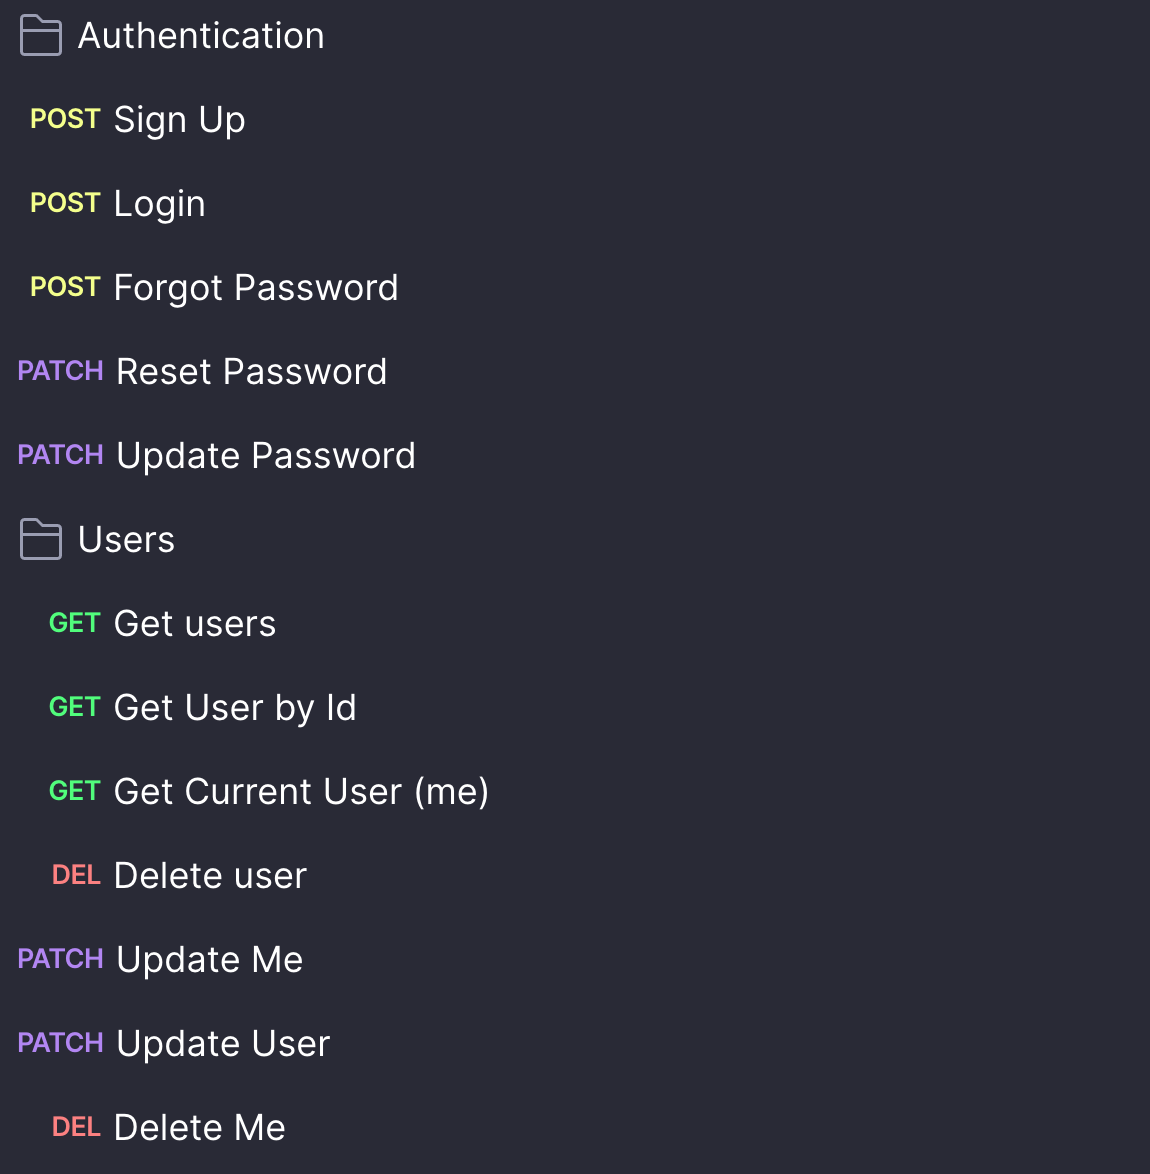 Authentication
POST Sign Up
POST Login
POST Forgot Password
PATCH Reset Password
PATCH Update Password
Users
GET Get users
GET Get User by Id
GET Get Current User (me)
DEL Delete user
PATCH Update Me
PATCH Update User
DEL Delete Me